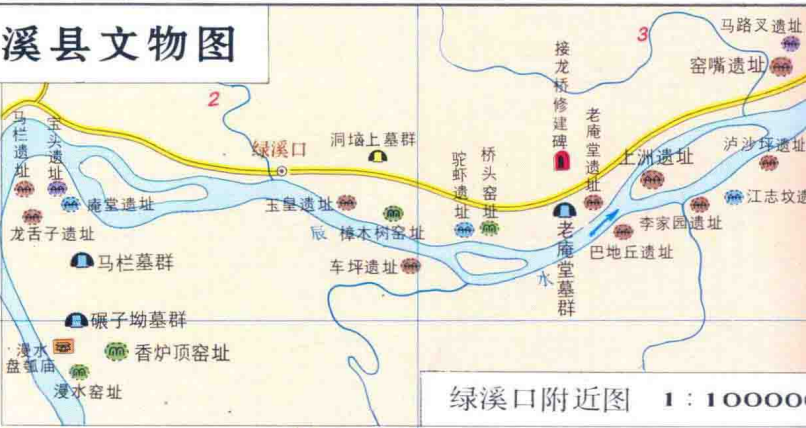 溪县文物图
2
3
马路叉遗址
窑嘴遗址
接龙桥修建碑
老庵堂遗址
上洲遗址
泸沙坪遗址
江志坟遗
李家园遗址
巴地丘遗址
老庵堂墓群
桥头窑址
驼虾遗址
洞垴上墓群
绿溪口
玉皇遗址
樟木树窑址
车坪遗址
辰
水
马栏遗址
宝头遗址
庵堂遗址
龙舌子遗址
马栏墓群
碾子坳墓群
香炉顶窑址
漫水
盘瓠庙
漫水窑址
绿溪口附近图 1:100000